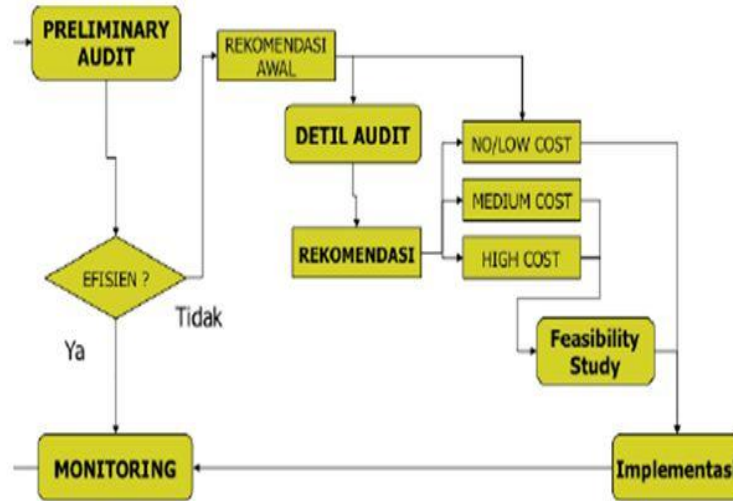 PRELIMINARY
AUDIT
REKOMENDASI
AWAL
DETIL AUDIT
NO/LOW COST
MEDIUM COST
REKOMENDASI
HIGH COST
EFISIEN ?
Tidak
Ya
Feasibility
Study
MONITORING
Implementas